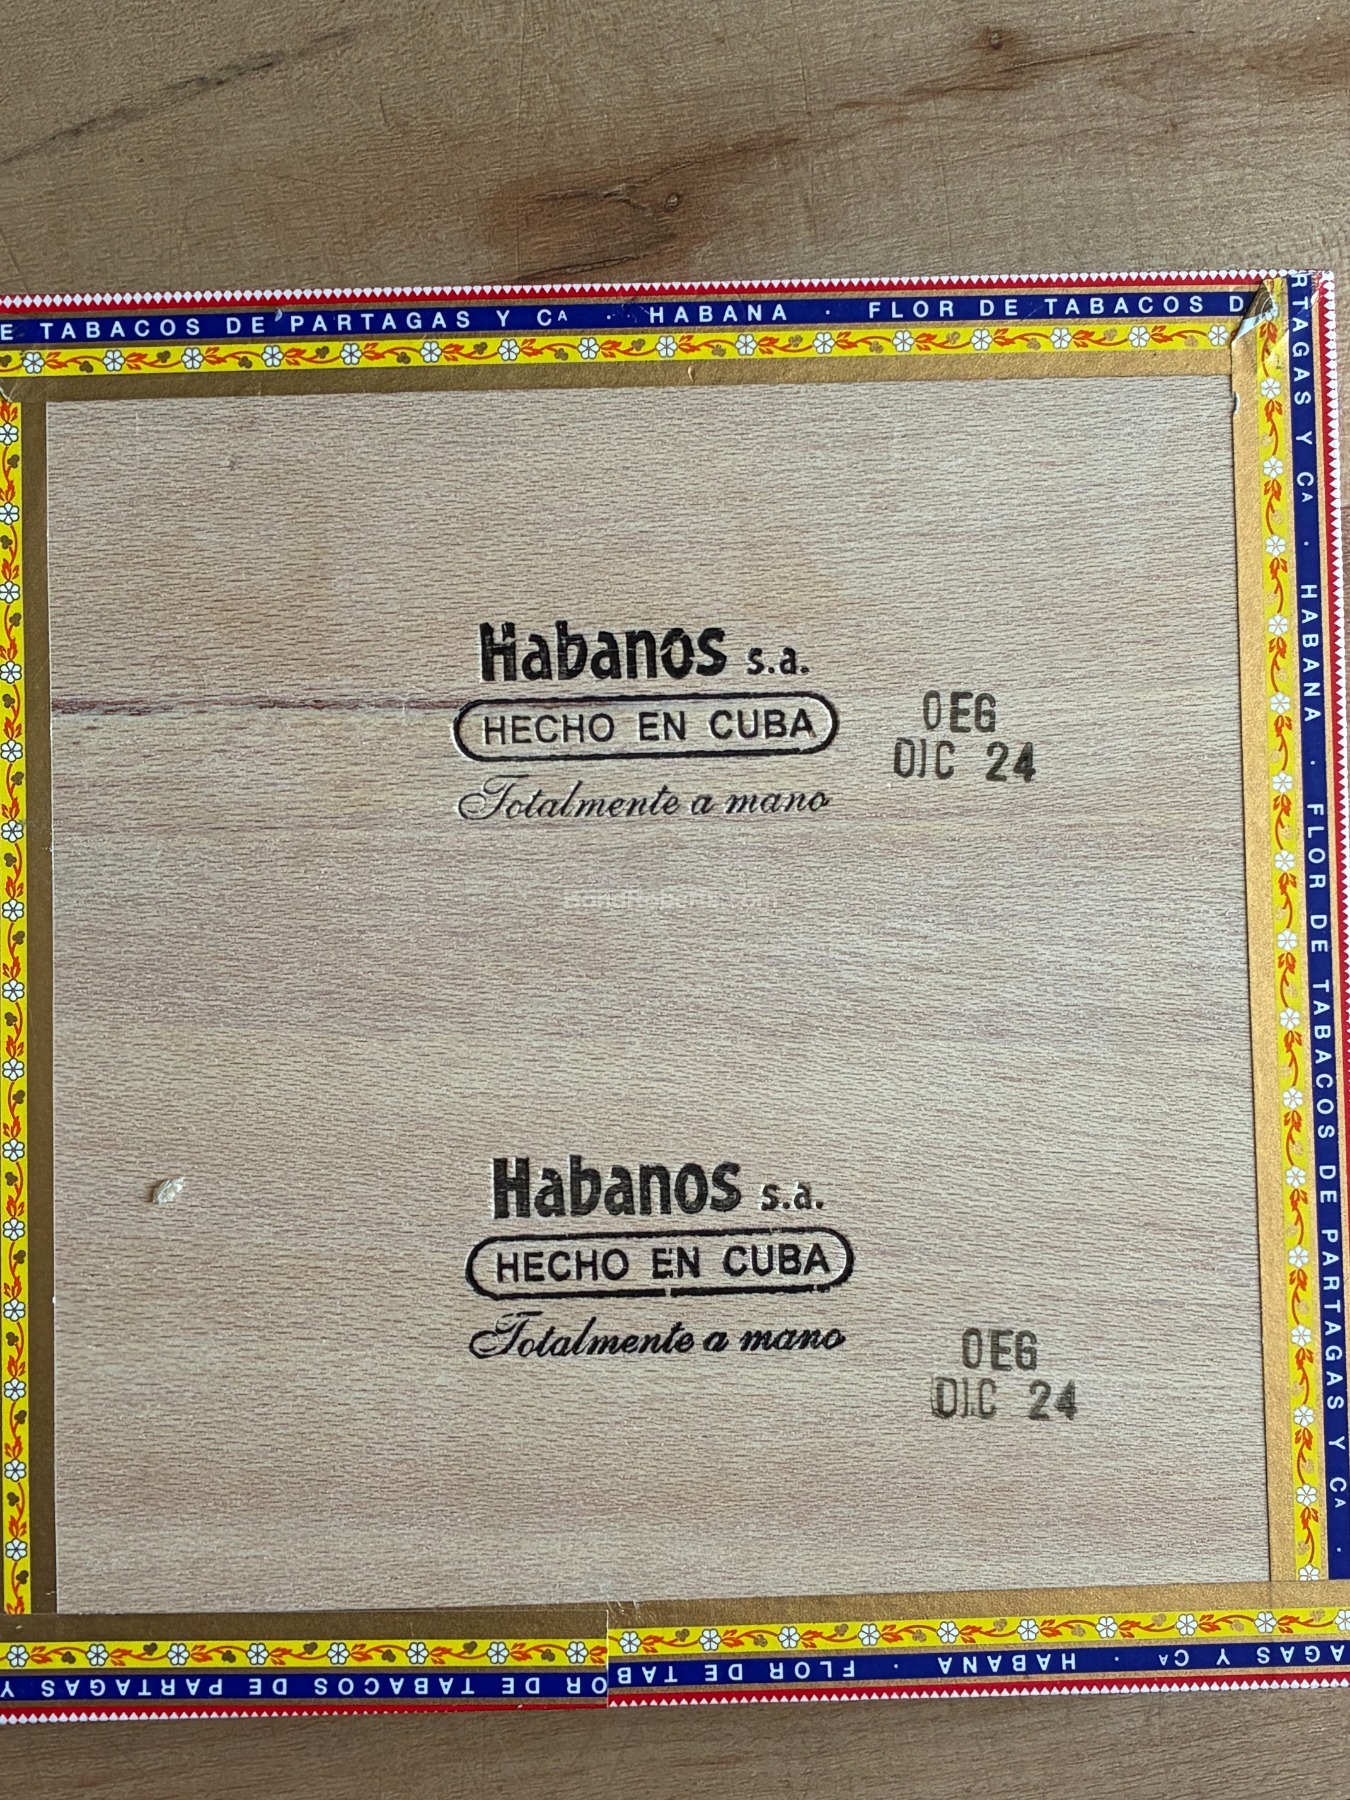 E TABACOS DE PARTAGAS Y Cᴬ · HABANA · FLOR DE TABACOS D
RTAGAS Y Cᴬ · HABANA · FLOR DE TABACOS DE PARTAGAS Y Cᴬ ·
Habanos s.a.
HECHO EN CUBA
Totalmente a mano
OEG
DIC 24
Habanos s.a.
HECHO EN CUBA
Totalmente a mano
OEG
DIC 24
AGAS Y Cᴬ · HABANA · FLOR DE TAB
OR DE TABACOS DE PARTAGAS Y